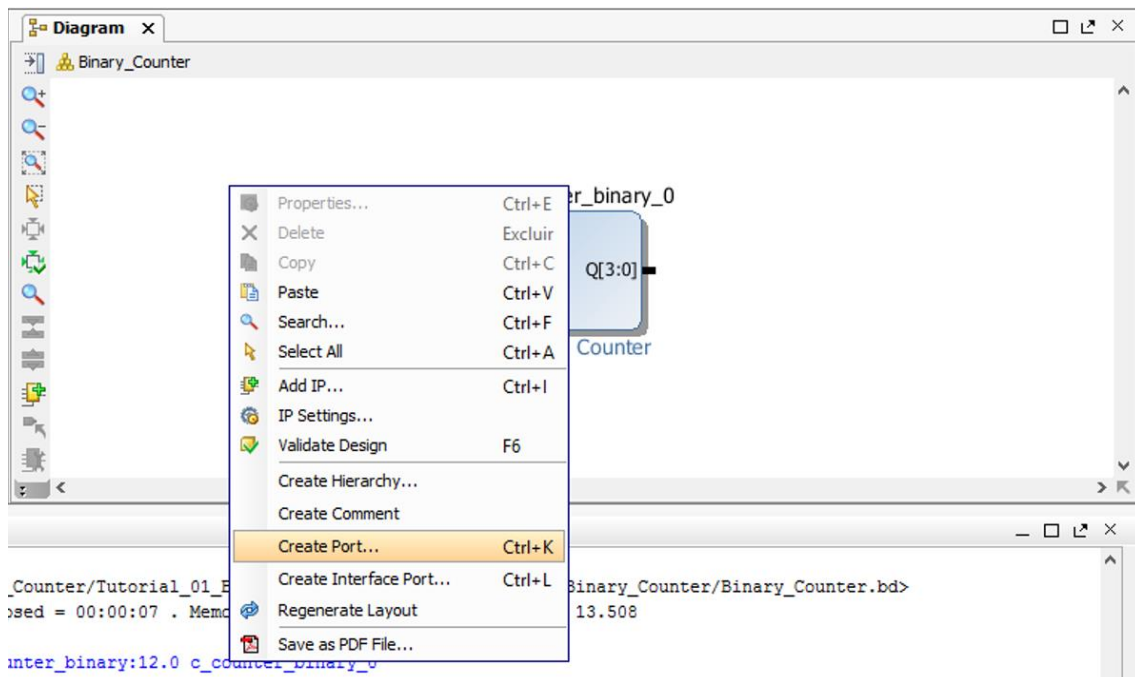 Diagram
Binary_Counter
er_binary_0
Properties... Ctrl+E
Delete Excluir
Copy Ctrl+C
Q[3:0]
Paste Ctrl+V
Search... Ctrl+F
Select All Ctrl+A
Counter
Add IP... Ctrl+I
IP Settings...
Validate Design F6
Create Hierarchy...
Create Comment
Create Port... Ctrl+K
Create Interface Port... Ctrl+L
Regenerate Layout
Save as PDF File...
_Counter/Tutorial_01_ Binary_Counter/Binary_Counter.bd>
osed = 00:00:07 . Memo 13.508
unter_binary:12.0 c_counter_binary_0